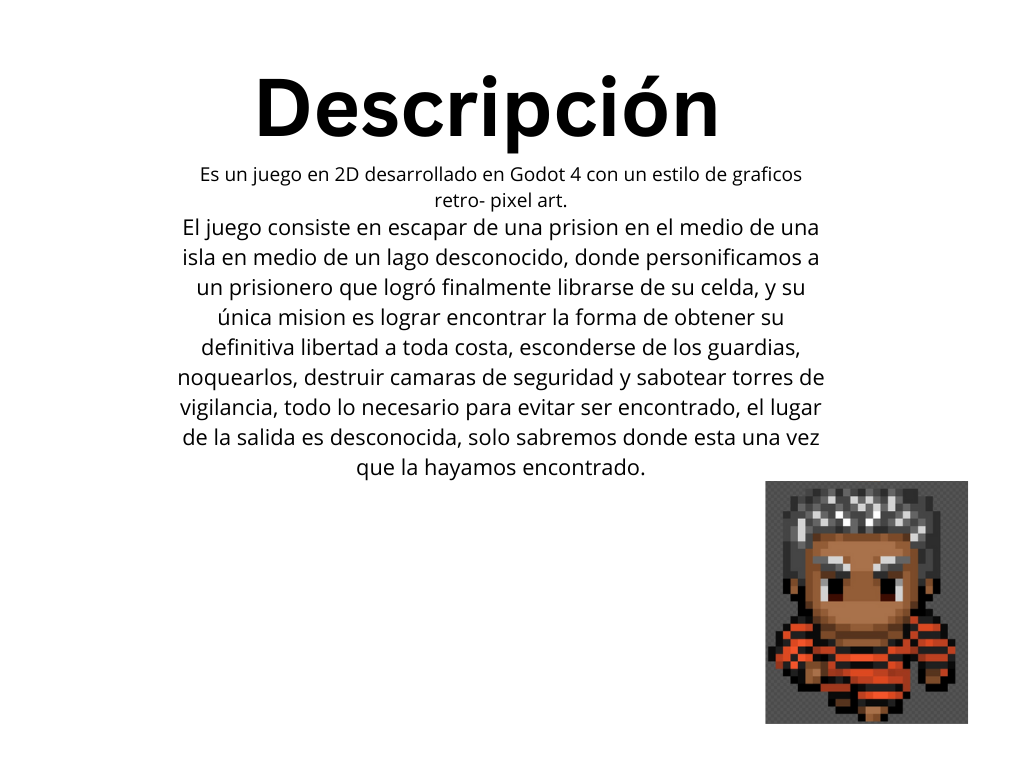 Descripción
Es un juego en 2D desarrollado en Godot 4 con un estilo de graficos
retro- pixel art.
El juego consiste en escapar de una prision en el medio de una
isla en medio de un lago desconocido, donde personificamos a
un prisionero que logró finalmente librarse de su celda, y su
única mision es lograr encontrar la forma de obtener su
definitiva libertad a toda costa, esconderse de los guardias,
noquearlos, destruir camaras de seguridad y sabotear torres de
vigilancia, todo lo necesario para evitar ser encontrado, el lugar
de la salida es desconocida, solo sabremos donde esta una vez
que la hayamos encontrado.